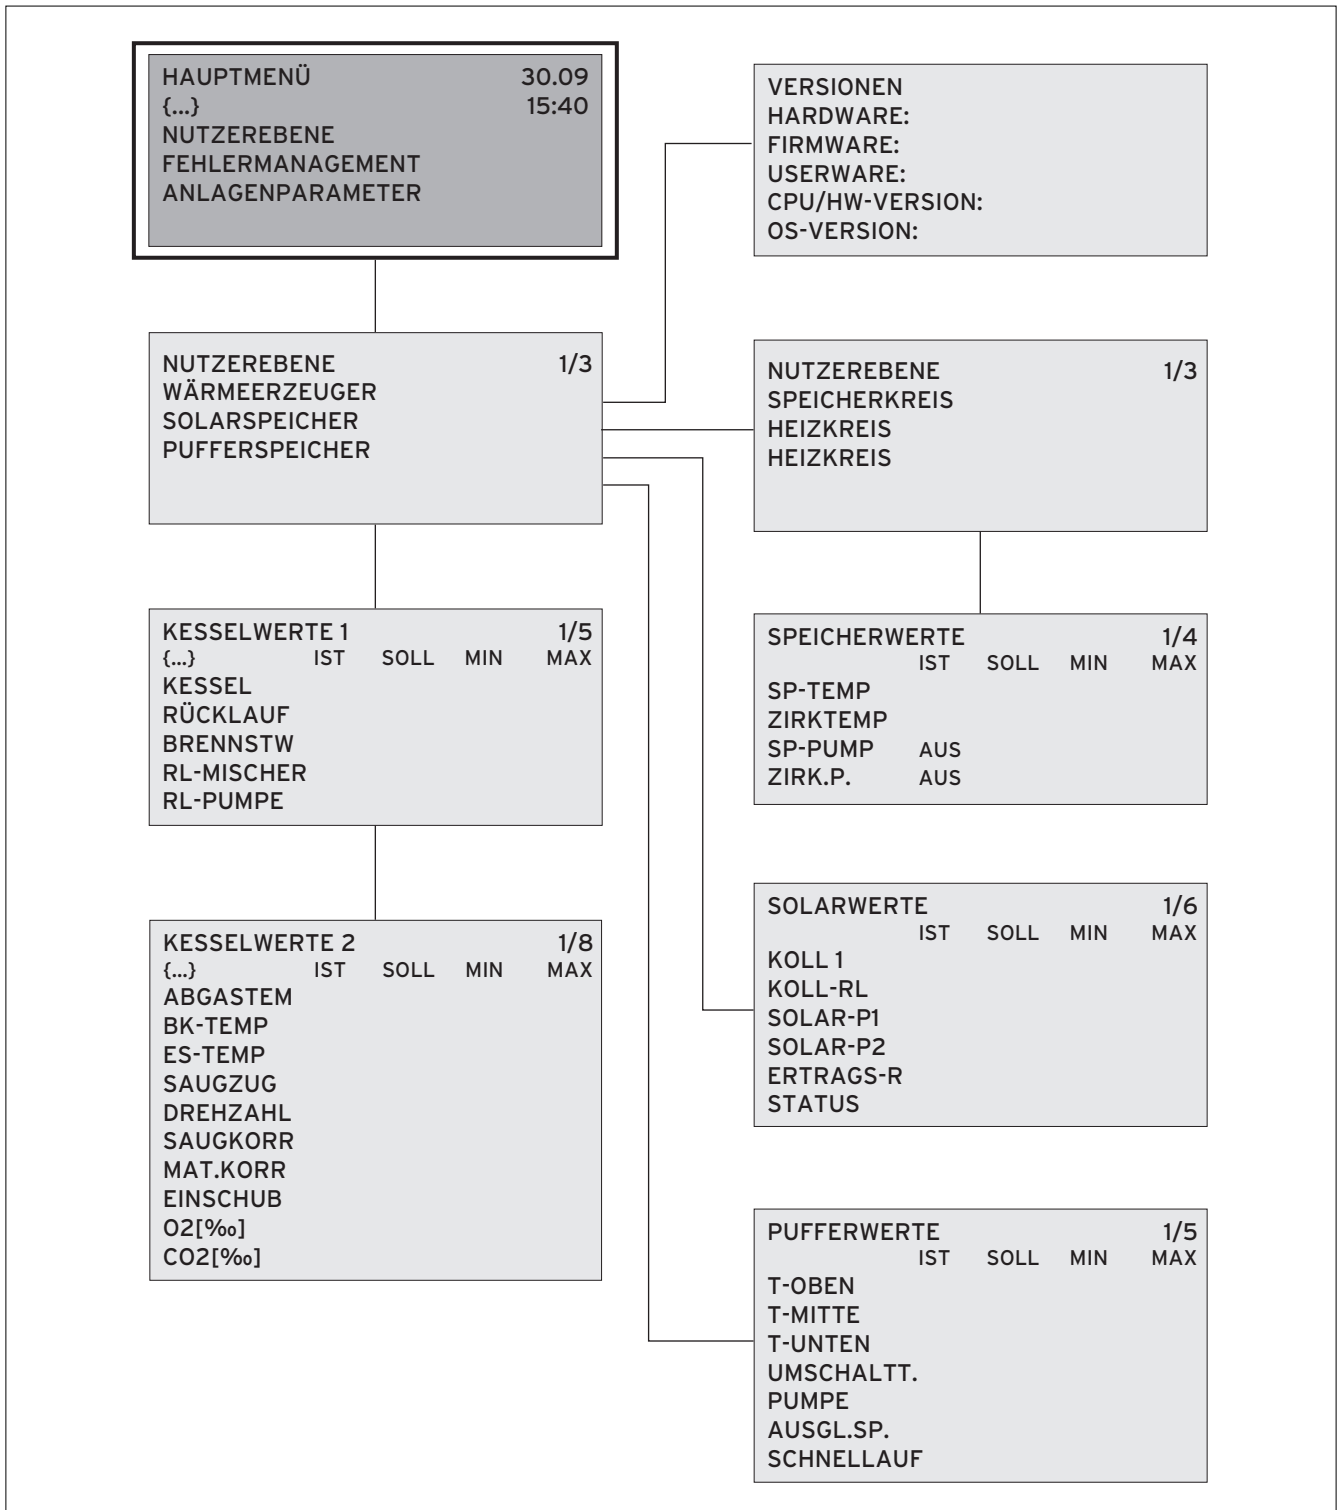 HAUPTMENÜ 30.09
{...} 15:40
NUTZEREBENE
FEHLERMANAGEMENT
ANLAGENPARAMETER
NUTZEREBENE 1/3
WÄRMEERZEUGER
SOLARSPEICHER
PUFFERSPEICHER
KESSELWERTE 1 1/5
{...} IST SOLL MIN MAX
KESSEL
RÜCKLAUF
BRENNSTW
RL-MISCHER
RL-PUMPE
KESSELWERTE 2 1/8
{...} IST SOLL MIN MAX
ABGASTEM
BK-TEMP
ES-TEMP
SAUGZUG
DREHZAHL
SAUGKORR
MAT.KORR
EINSCHUB
O2[‰]
CO2[‰]
VERSIONEN
HARDWARE:
FIRMWARE:
USERWARE:
CPU/HW-VERSION:
OS-VERSION:
NUTZEREBENE 1/3
SPEICHERKREIS
HEIZKREIS
HEIZKREIS
SPEICHERWERTE 1/4
IST SOLL MIN MAX
SP-TEMP
ZIRKTEMP
SP-PUMP AUS
ZIRK.P. AUS
SOLARWERTE 1/6
IST SOLL MIN MAX
KOLL 1
KOLL-RL
SOLAR-P1
SOLAR-P2
ERTRAGS-R
STATUS
PUFFERWERTE 1/5
IST SOLL MIN MAX
T-OBEN
T-MITTE
T-UNTEN
UMSCHALTT.
PUMPE
AUSGL.SP.
SCHNELLAUF